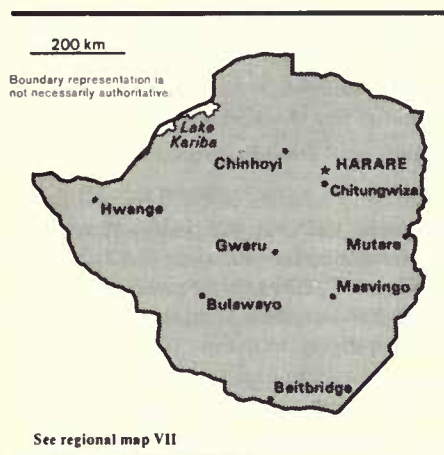 200 km
Boundary representation is
not necessarily authoritative
Lake
Kariba
Chinhoyi
HARARE
Chitungwiza
Hwange
Gweru
Mutare
Masvingo
Bulawayo
Beitbridge
See regional map VII